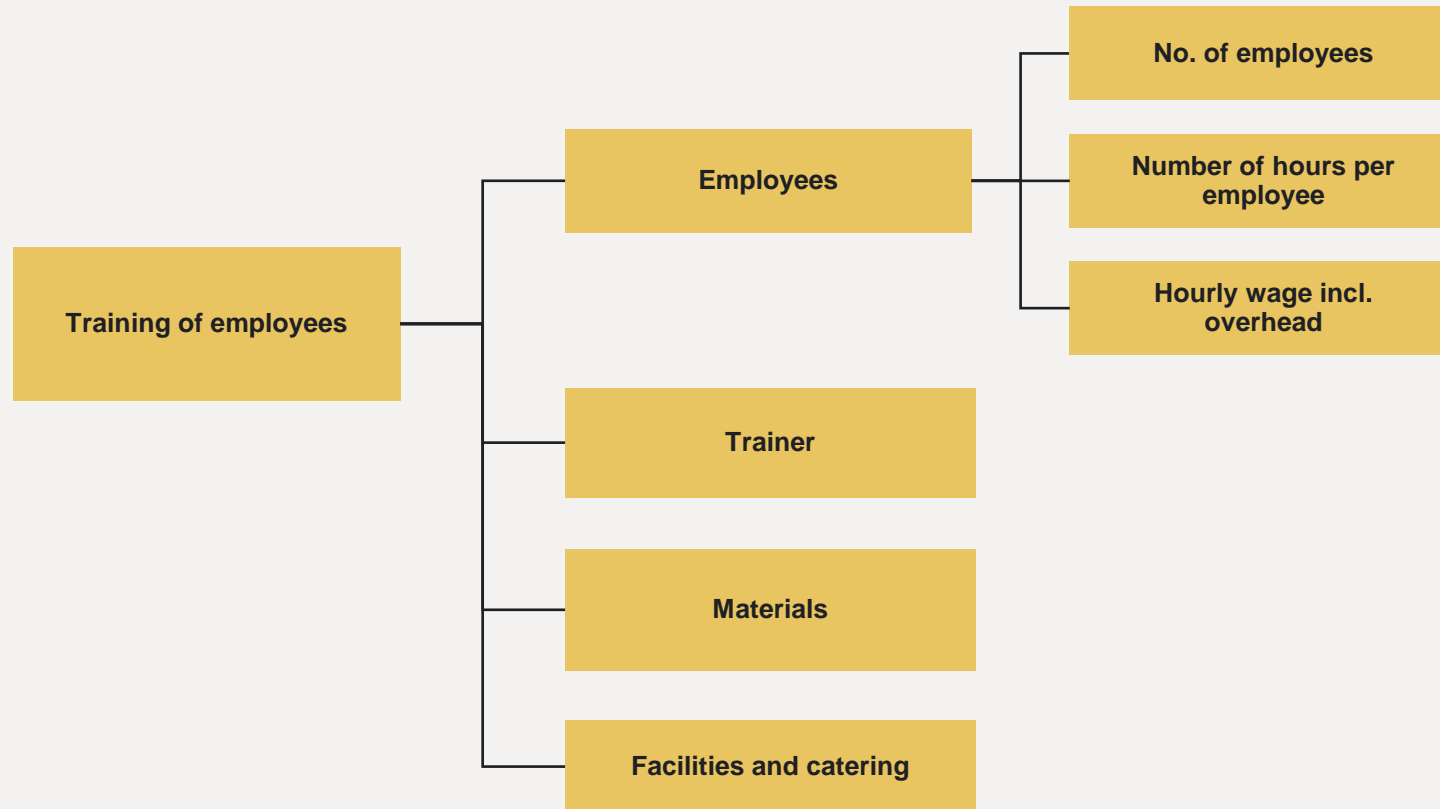 Training of employees
Employees
No. of employees
Number of hours per
employee
Hourly wage incl.
overhead
Trainer
Materials
Facilities and catering